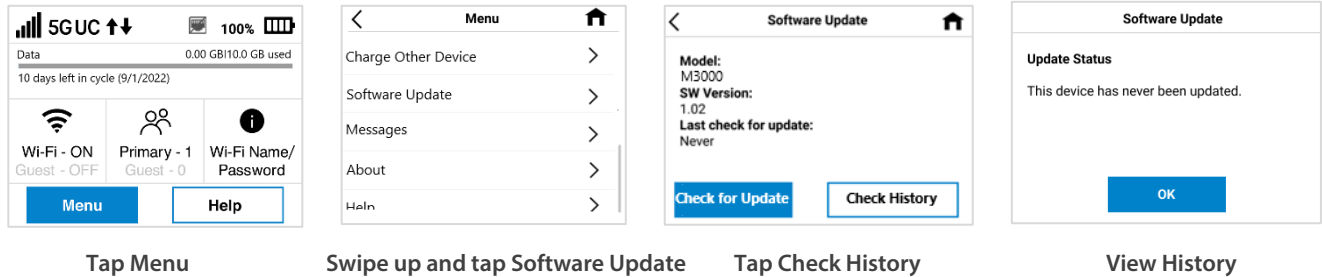 5G UC
100%
Data
0.00 GB|10.0 GB used
10 days left in cycle (9/1/2022)
Wi-Fi - ON
Guest - OFF
Primary - 1
Guest - 0
Wi-Fi Name/
Password
Menu
Help
Tap Menu
Menu
Charge Other Device
Software Update
Messages
About
Help
Swipe up and tap Software Update
Software Update
Model:
M3000
SW Version:
1.02
Last check for update:
Never
Check for Update
Check History
Tap Check History
Software Update
Update Status
This device has never been updated.
OK
View History